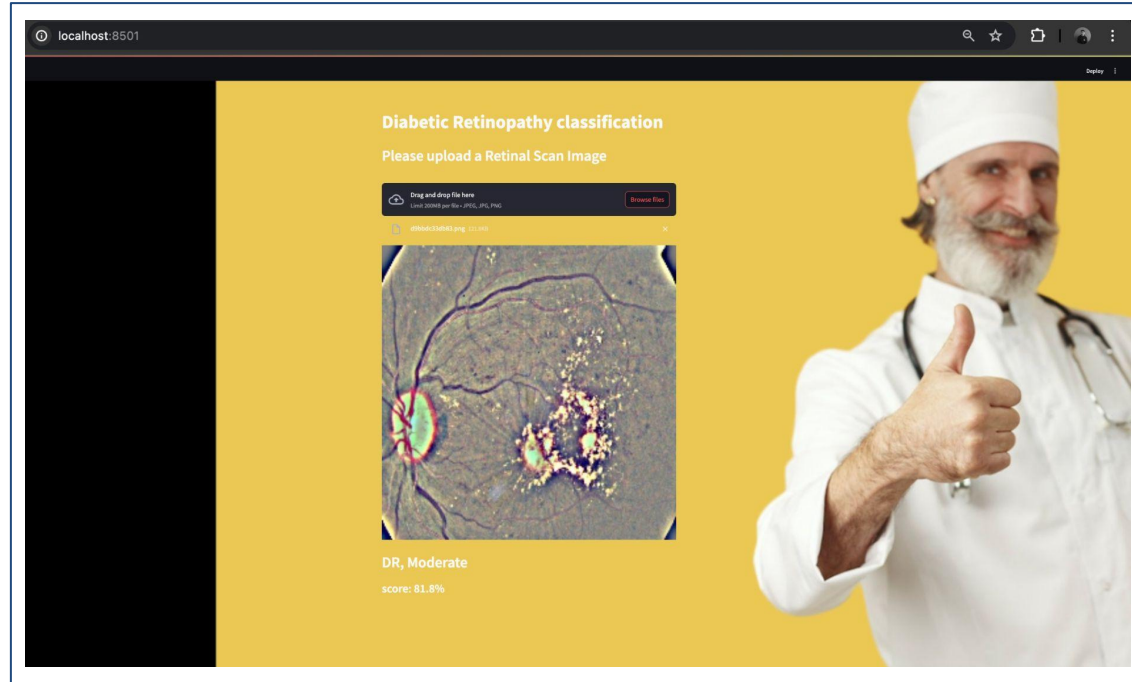 localhost:8501
Deploy
Diabetic Retinopathy classification
Please upload a Retinal Scan Image
Drag and drop file here
Limit 200MB per file • JPEG, JPG, PNG
Browse files
DR, Moderate
score: 81.8%